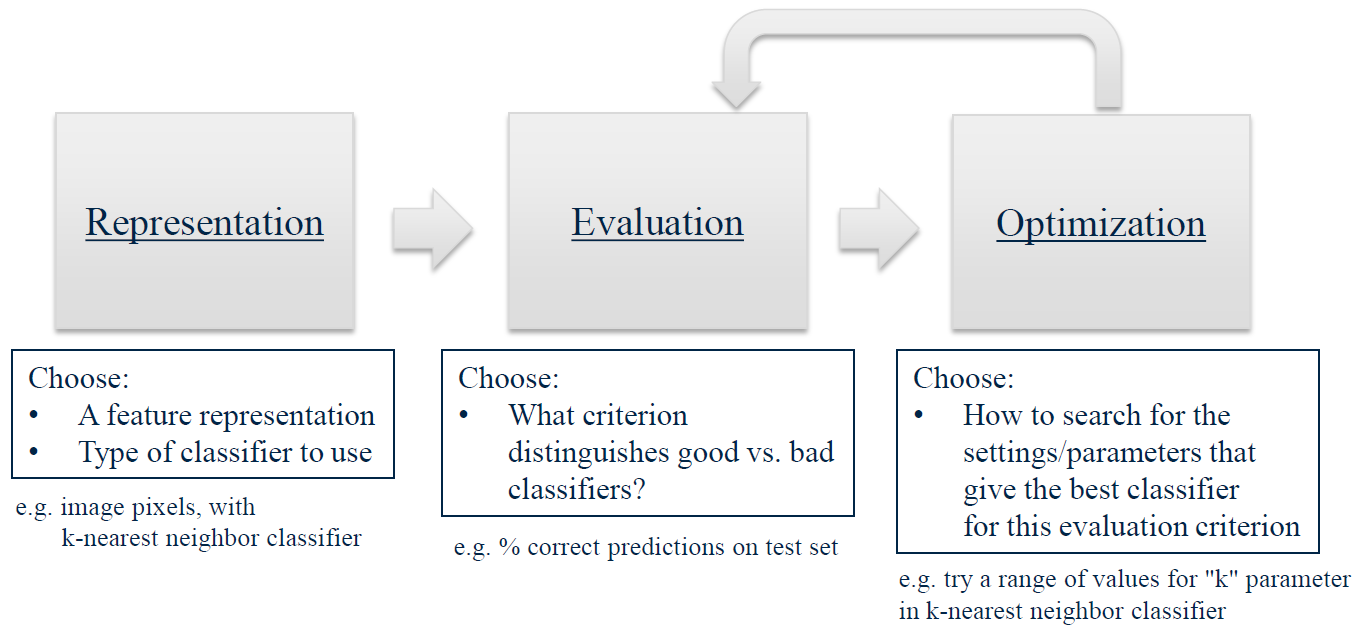 Representation
Evaluation
Optimization
Choose:
• A feature representation
• Type of classifier to use
e.g. image pixels, with
k-nearest neighbor classifier
Choose:
• What criterion
distinguishes good vs. bad
classifiers?
e.g. % correct predictions on test set
Choose:
• How to search for the
settings/parameters that
give the best classifier
for this evaluation criterion
e.g. try a range of values for "k" parameter
in k-nearest neighbor classifier